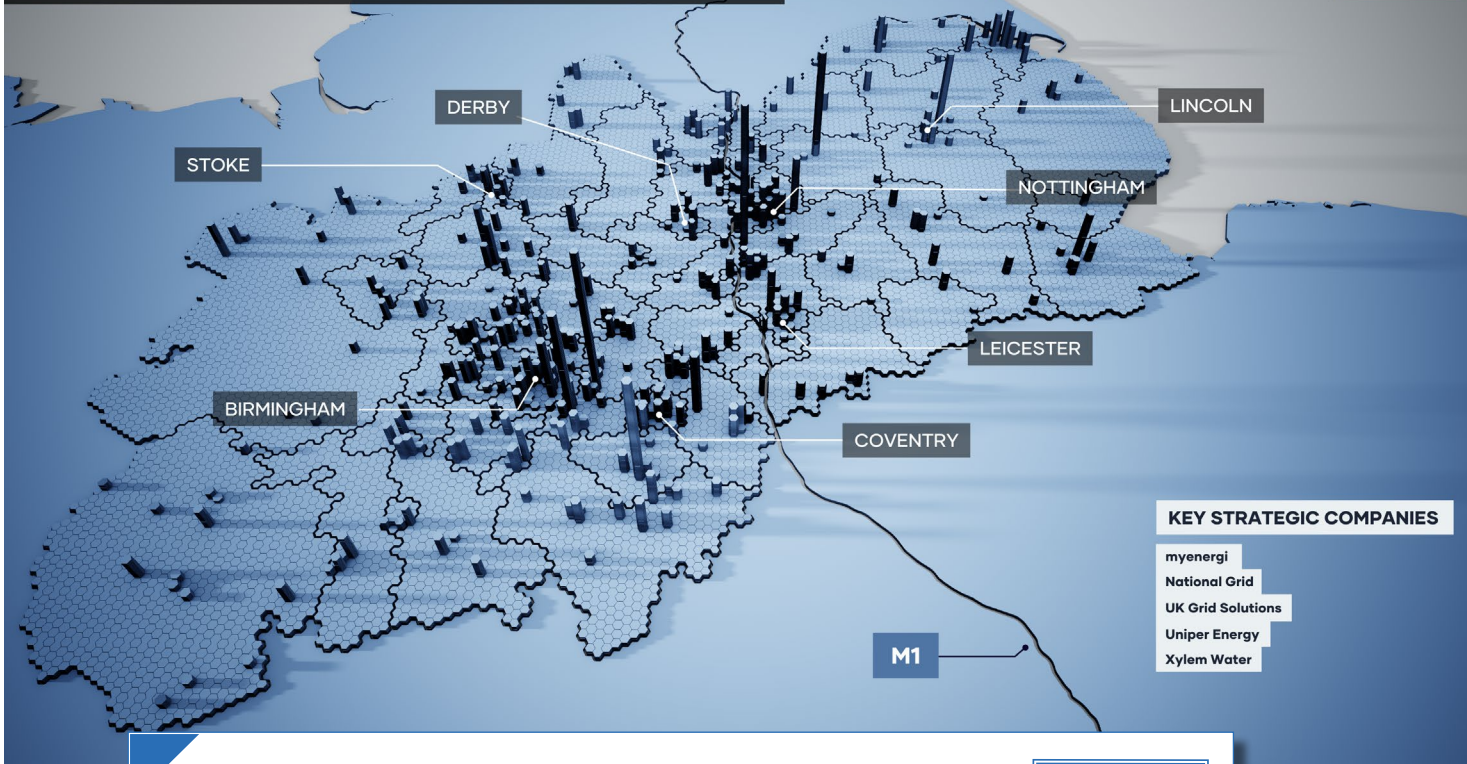 DERBY
LINCOLN
STOKE
NOTTINGHAM
LEICESTER
BIRMINGHAM
COVENTRY
KEY STRATEGIC COMPANIES
myenergi
National Grid
UK Grid Solutions
Uniper Energy
Xylem Water
M1